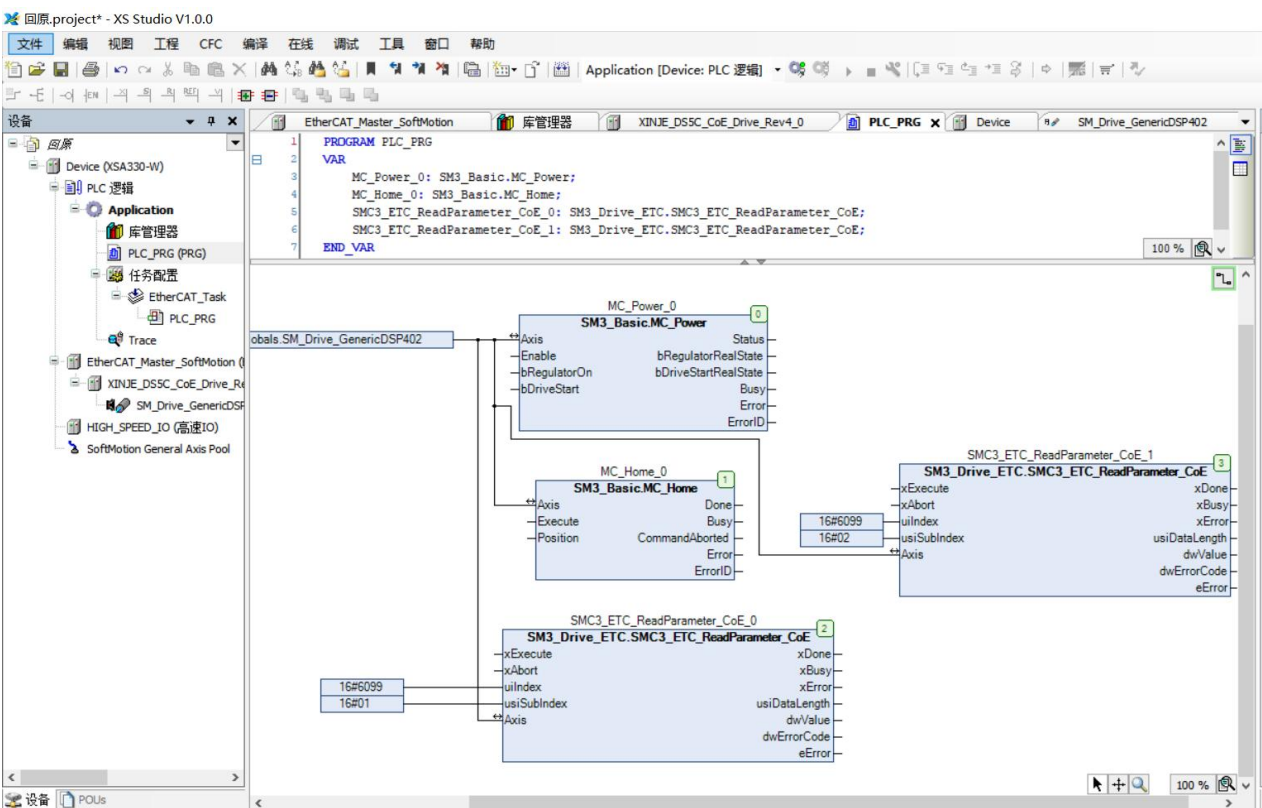 回原.project* - XS Studio V1.0.0
文件 编辑 视图 工程 CFC 编译 在线 调试 工具 窗口 帮助
Application [Device: PLC 逻辑]
设备
回原
Device (XSA330-W)
PLC 逻辑
Application
库管理器
PLC_PRG (PRG)
任务配置
EtherCAT_Task
PLC_PRG
Trace
EtherCAT_Master_SoftMotion (
XINJE_DS5C_CoE_Drive_Re
SM_Drive_GenericDSP
HIGH_SPEED_IO (高速IO)
SoftMotion General Axis Pool
设备 POUs
EtherCAT_Master_SoftMotion 库管理器 XINJE_DS5C_CoE_Drive_Rev4_0 PLC_PRG Device SM_Drive_GenericDSP402
1 PROGRAM PLC_PRG
2 VAR
3 MC_Power_0: SM3_Basic.MC_Power;
4 MC_Home_0: SM3_Basic.MC_Home;
5 SMC3_ETC_ReadParameter_CoE_0: SM3_Drive_ETC.SMC3_ETC_ReadParameter_CoE;
6 SMC3_ETC_ReadParameter_CoE_1: SM3_Drive_ETC.SMC3_ETC_ReadParameter_CoE;
7 END_VAR
100 %
MC_Power_0
0
SM3_Basic.MC_Power
obals.SM_Drive_GenericDSP402
Axis Status
Enable bRegulatorRealState
bRegulatorOn bDriveStartRealState
bDriveStart Busy
Error
ErrorID
MC_Home_0
1
SM3_Basic.MC_Home
Axis Done
Execute Busy
Position CommandAborted
Error
ErrorID
SMC3_ETC_ReadParameter_CoE_1
3
SM3_Drive_ETC.SMC3_ETC_ReadParameter_CoE
xExecute xDone
xAbort xBusy
16#6099 uiIndex xError
16#02 usiSubIndex usiDataLength
Axis dwValue
dwErrorCode
eError
SMC3_ETC_ReadParameter_CoE_0
2
SM3_Drive_ETC.SMC3_ETC_ReadParameter_CoE
xExecute xDone
xAbort xBusy
16#6099 uiIndex xError
16#01 usiSubIndex usiDataLength
Axis dwValue
dwErrorCode
eError
100 %